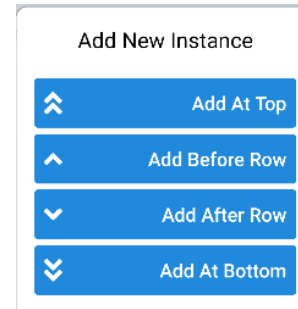 Add New Instance
Add At Top
Add Before Row
Add After Row
Add At Bottom